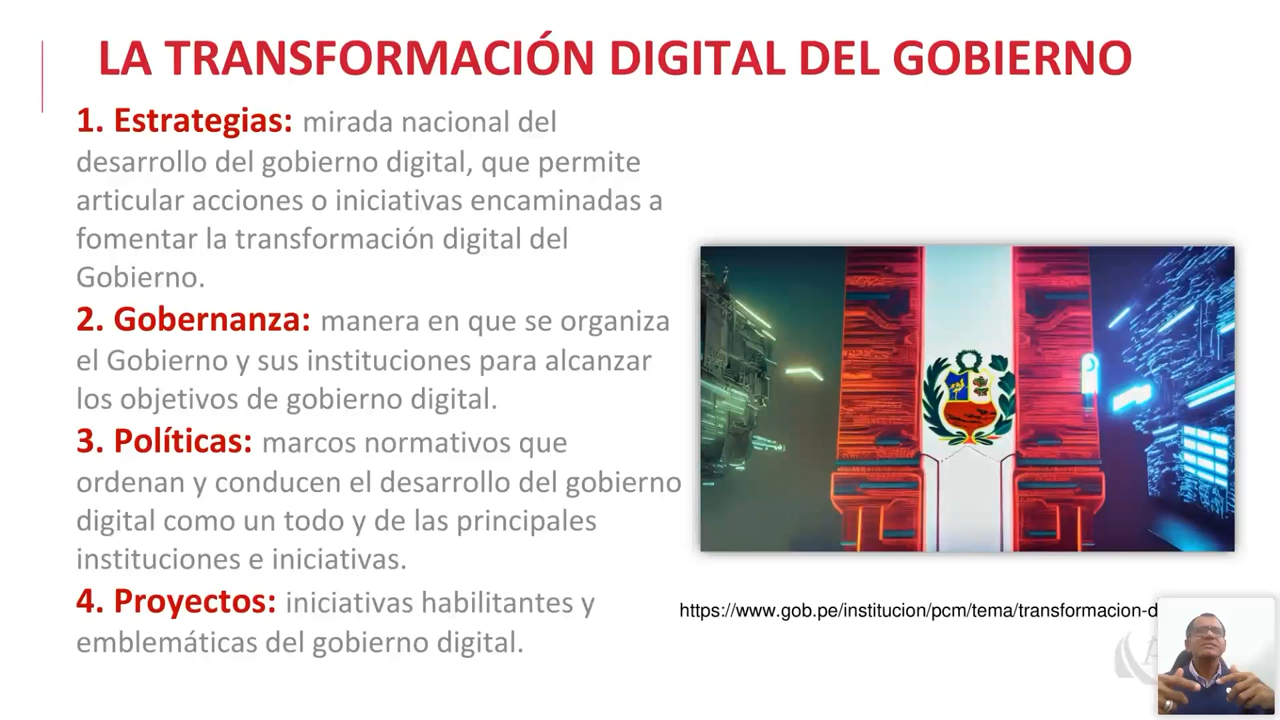 LA TRANSFORMACIÓN DIGITAL DEL GOBIERNO
1. Estrategias: mirada nacional del
desarrollo del gobierno digital, que permite
articular acciones o iniciativas encaminadas a
fomentar la transformación digital del
Gobierno.
2. Gobernanza: manera en que se organiza
el Gobierno y sus instituciones para alcanzar
los objetivos de gobierno digital.
3. Políticas: marcos normativos que
ordenan y conducen el desarrollo del gobierno
digital como un todo y de las principales
instituciones e iniciativas.
4. Proyectos: iniciativas habilitantes y
emblemáticas del gobierno digital.
https://www.gob.pe/institucion/pcm/tema/transformacion-d